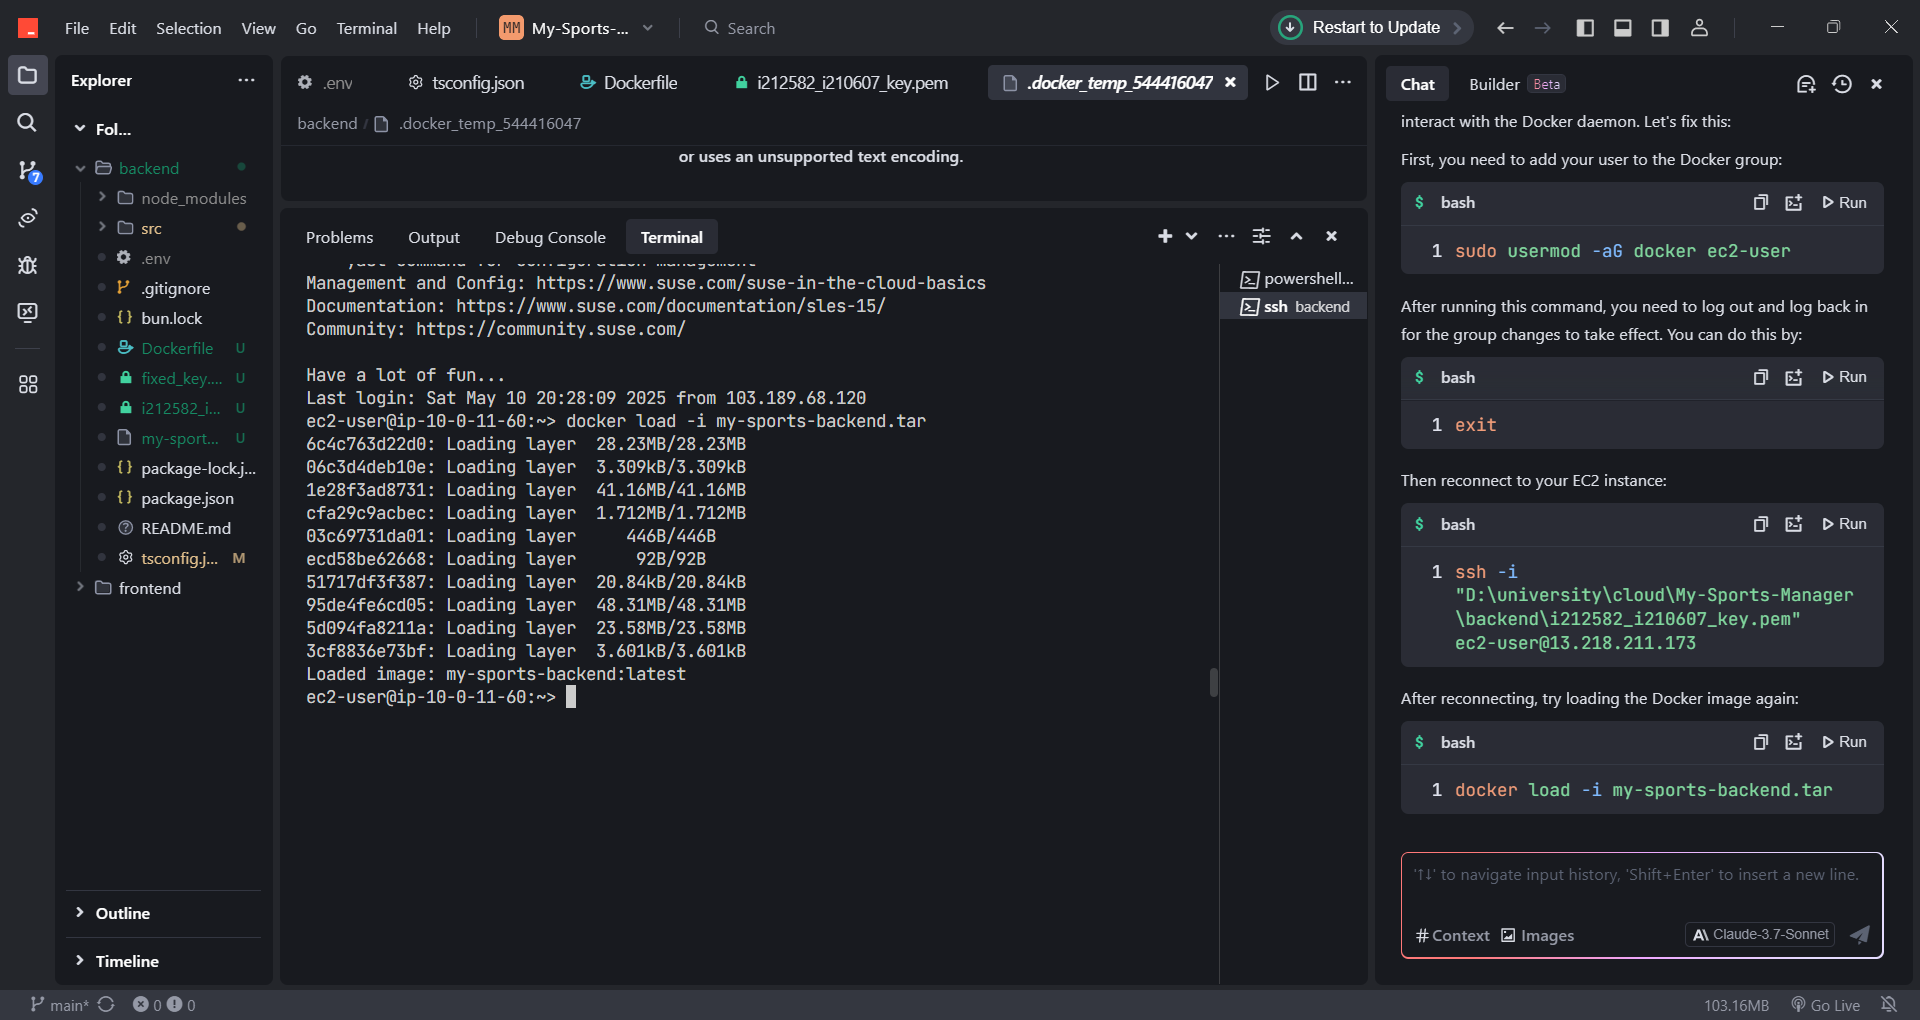 File Edit Selection View Go Terminal Help
MM My-Sports-...
Search
Restart to Update
Explorer
Fol...
backend
node_modules
src
.env
.gitignore
bun.lock
Dockerfile U
fixed_key.... U
i212582_i... U
my-sport... U
package-lock.j...
package.json
README.md
tsconfig.j... M
frontend
Outline
Timeline
.env
tsconfig.json
Dockerfile
i212582_i210607_key.pem
.docker_temp_544416047
backend / .docker_temp_544416047
or uses an unsupported text encoding.
Problems Output Debug Console Terminal
Management and Config: https://www.suse.com/suse-in-the-cloud-basics
Documentation: https://www.suse.com/documentation/sles-15/
Community: https://community.suse.com/
Have a lot of fun...
Last login: Sat May 10 20:28:09 2025 from 103.189.68.120
ec2-user@ip-10-0-11-60:~> docker load -i my-sports-backend.tar
6c4c763d22d0: Loading layer 28.23MB/28.23MB
06c3d4deb10e: Loading layer 3.309kB/3.309kB
1e28f3ad8731: Loading layer 41.16MB/41.16MB
cfa29c9acbec: Loading layer 1.712MB/1.712MB
03c69731da01: Loading layer 446B/446B
ecd58be62668: Loading layer 92B/92B
51717df3f387: Loading layer 20.84kB/20.84kB
95de4fe6cd05: Loading layer 48.31MB/48.31MB
5d094fa8211a: Loading layer 23.58MB/23.58MB
3cf8836e73bf: Loading layer 3.601kB/3.601kB
Loaded image: my-sports-backend:latest
ec2-user@ip-10-0-11-60:~>
powershell...
ssh backend
Chat Builder Beta
interact with the Docker daemon. Let's fix this:
First, you need to add your user to the Docker group:
$ bash Run
1 sudo usermod -aG docker ec2-user
After running this command, you need to log out and log back in
for the group changes to take effect. You can do this by:
$ bash Run
1 exit
Then reconnect to your EC2 instance:
$ bash Run
1 ssh -i
"D:\university\cloud\My-Sports-Manager
\backend\i212582_i210607_key.pem"
ec2-user@13.218.211.173
After reconnecting, try loading the Docker image again:
$ bash Run
1 docker load -i my-sports-backend.tar
'↑↓' to navigate input history, 'Shift+Enter' to insert a new line.
# Context Images
Claude-3.7-Sonnet
7
main* 0 0
103.16MB Go Live